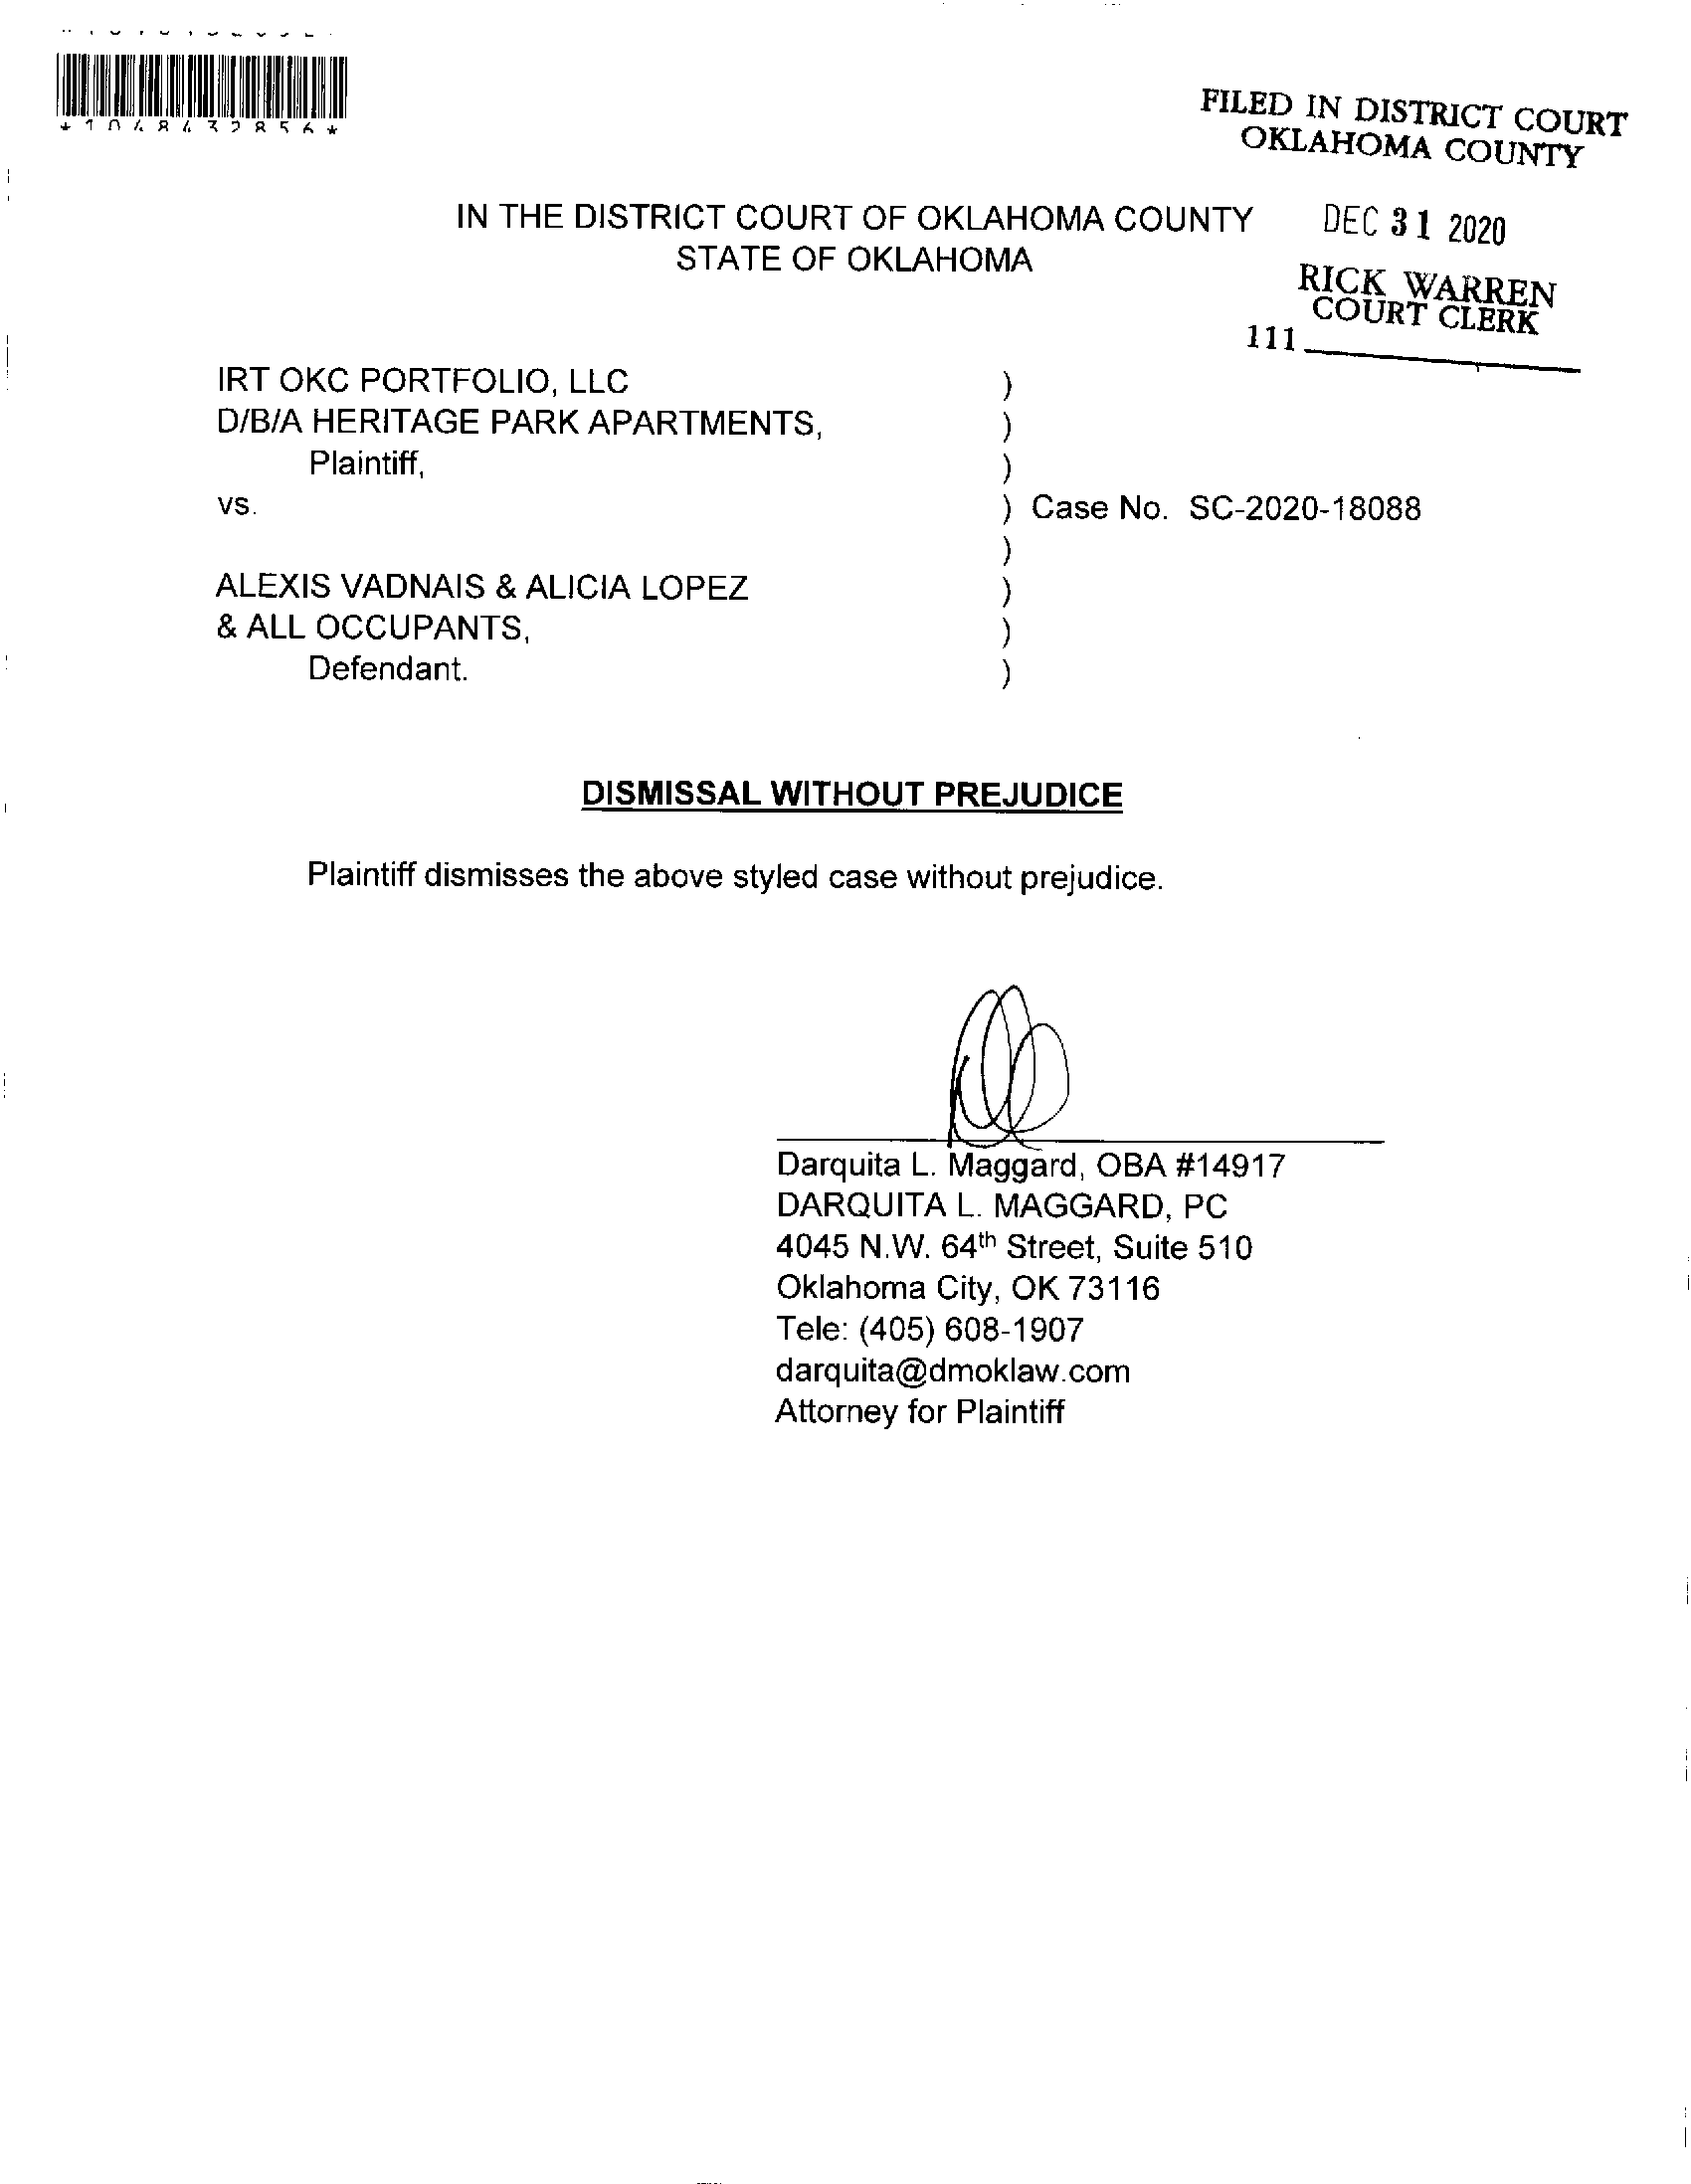 *1048432856*
FILED IN DISTRICT COURT
OKLAHOMA COUNTY
DEC 31 2020
RICK WARREN
COURT CLERK
111
IN THE DISTRICT COURT OF OKLAHOMA COUNTY
STATE OF OKLAHOMA
IRT OKC PORTFOLIO, LLC )
D/B/A HERITAGE PARK APARTMENTS, )
Plaintiff, )
vs. ) Case No. SC-2020-18088
)
ALEXIS VADNAIS & ALICIA LOPEZ )
& ALL OCCUPANTS, )
Defendant. )
DISMISSAL WITHOUT PREJUDICE
Plaintiff dismisses the above styled case without prejudice.
Darquita L. Maggard, OBA #14917
DARQUITA L. MAGGARD, PC
4045 N.W. 64th Street, Suite 510
Oklahoma City, OK 73116
Tele: (405) 608-1907
darquita@dmoklaw.com
Attorney for Plaintiff